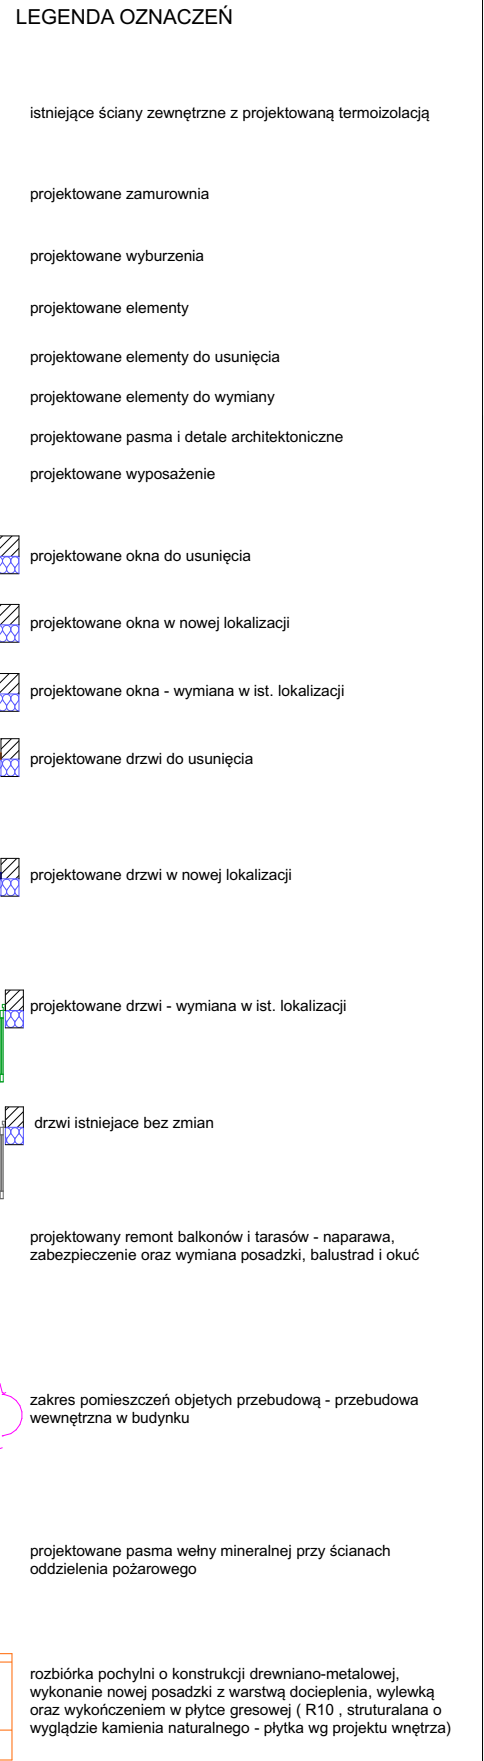 LEGENDA OZNACZEŃ
istniejące ściany zewnętrzne z projektowaną termoizolacją
projektowane zamurownia
projektowane wyburzenia
projektowane elementy
projektowane elementy do usunięcia
projektowane elementy do wymiany
projektowane pasma i detale architektoniczne
projektowane wyposażenie
projektowane okna do usunięcia
projektowane okna w nowej lokalizacji
projektowane okna - wymiana w ist. lokalizacji
projektowane drzwi do usunięcia
projektowane drzwi w nowej lokalizacji
projektowane drzwi - wymiana w ist. lokalizacji
drzwi istniejace bez zmian
projektowany remont balkonów i tarasów - naparawa,
zabezpieczenie oraz wymiana posadzki, balustrad i okuć
zakres pomieszczeń objetych przebudową - przebudowa
wewnętrzna w budynku
projektowane pasma wełny mineralnej przy ścianach
oddzielenia pożarowego
rozbiórka pochylni o konstrukcji drewniano-metalowej,
wykonanie nowej posadzki z warstwą docieplenia, wylewką
oraz wykończeniem w płytce gresowej ( R10 , struturalana o
wyglądzie kamienia naturalnego - płytka wg projektu wnętrza)